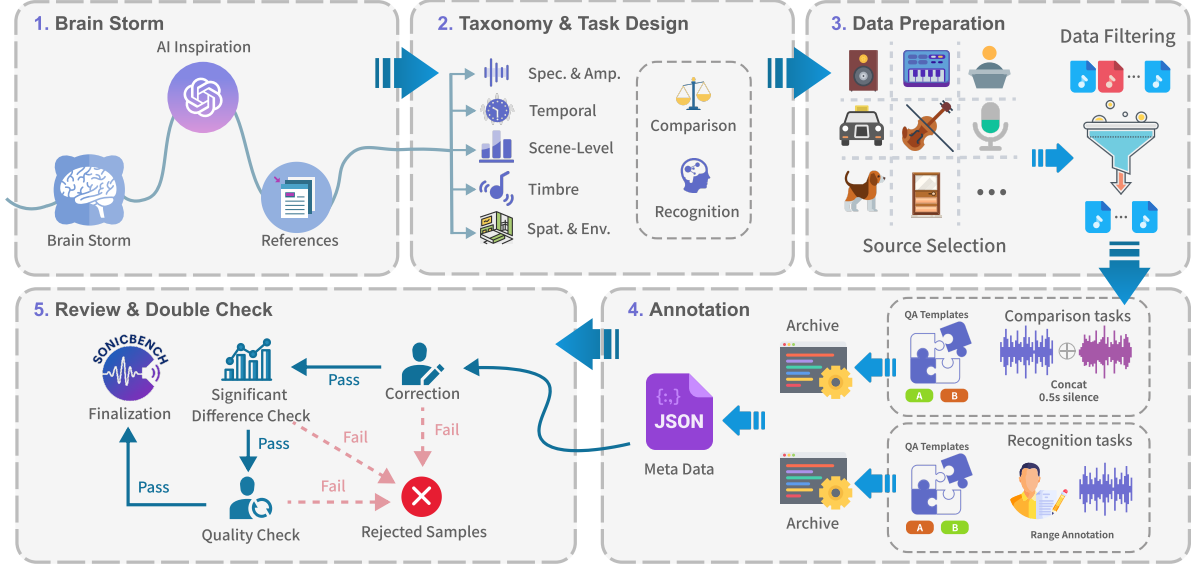 1. Brain Storm
AI Inspiration
Brain Storm
References
2. Taxonomy & Task Design
Spec. & Amp.
Temporal
Scene-Level
Timbre
Spat. & Env.
Comparison
Recognition
3. Data Preparation
Source Selection
Data Filtering
...
...
4. Annotation
QA Templates
A
B
Comparison tasks
Concat
0.5s silence
Archive
QA Templates
A
B
Recognition tasks
Range Annotation
Archive
{:,}
JSON
Meta Data
5. Review & Double Check
SONICBENCH
Finalization
Significant
Difference Check
Pass
Correction
Fail
Fail
Pass
Pass
Fail
Quality Check
Rejected Samples